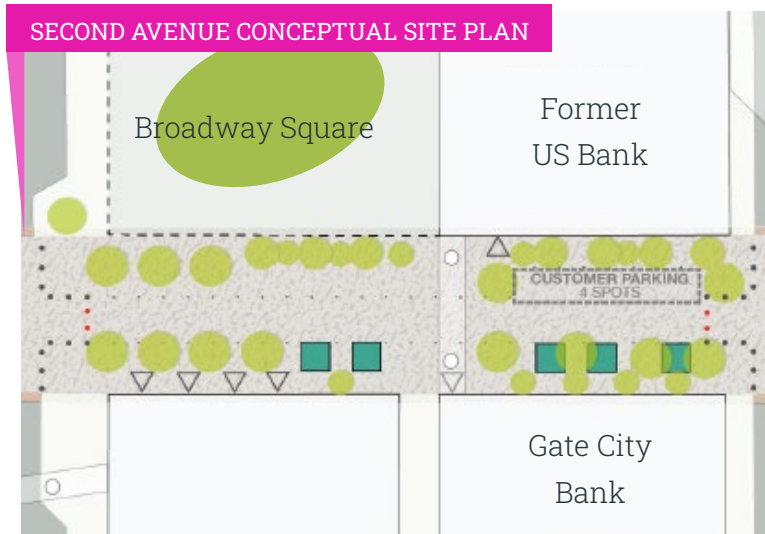 SECOND AVENUE CONCEPTUAL SITE PLAN
Broadway Square
Former
US Bank
CUSTOMER PARKING
4 SPOTS
Gate City
Bank